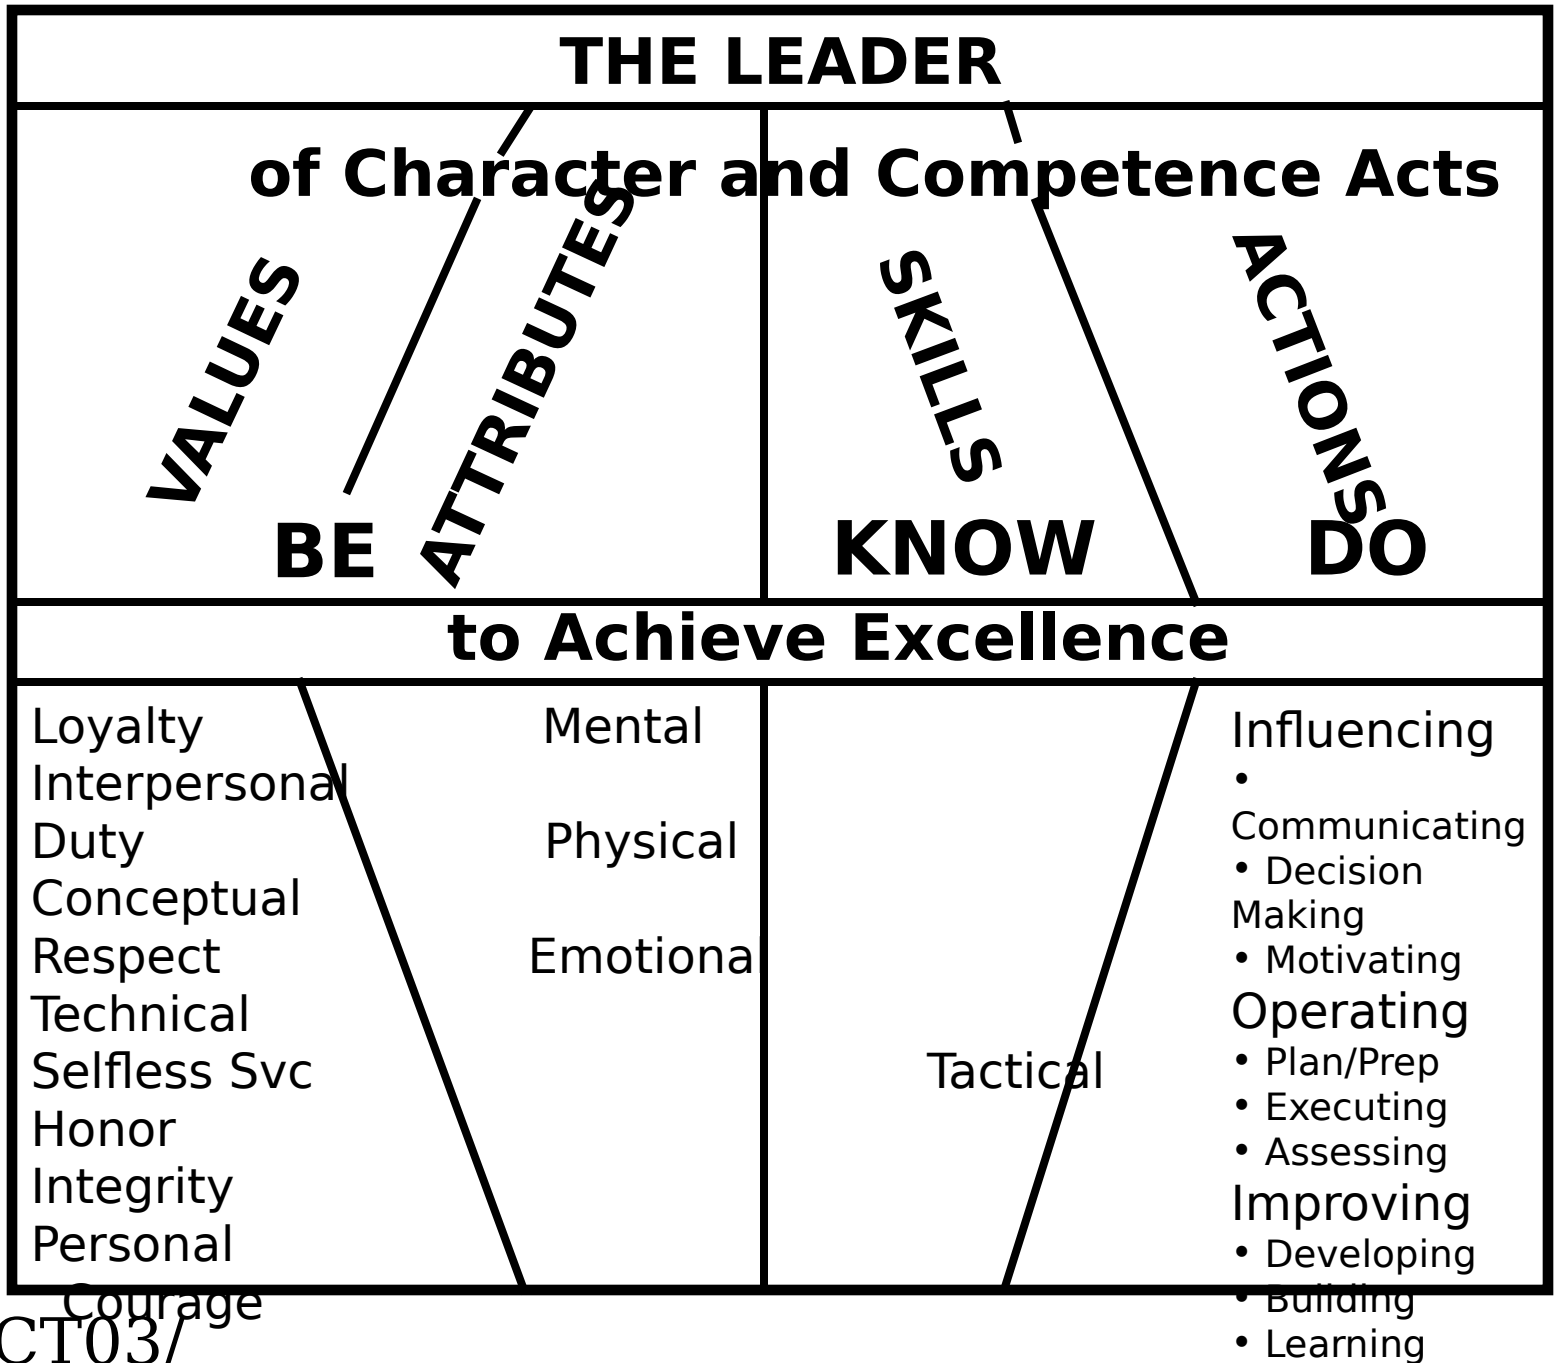 THE LEADER
of Character and Competence Acts
VALUES
ATTRIBUTES
SKILLS
ACTIONS
BE
KNOW
DO
to Achieve Excellence
Loyalty
Interpersonal
Duty
Conceptual
Respect
Technical
Selfless Svc
Honor
Integrity
Personal
Courage
Mental
Physical
Emotional
Tactical
Influencing
•
Communicating
• Decision
Making
• Motivating
Operating
• Plan/Prep
• Executing
• Assessing
Improving
• Developing
• Building
• Learning
CT03/